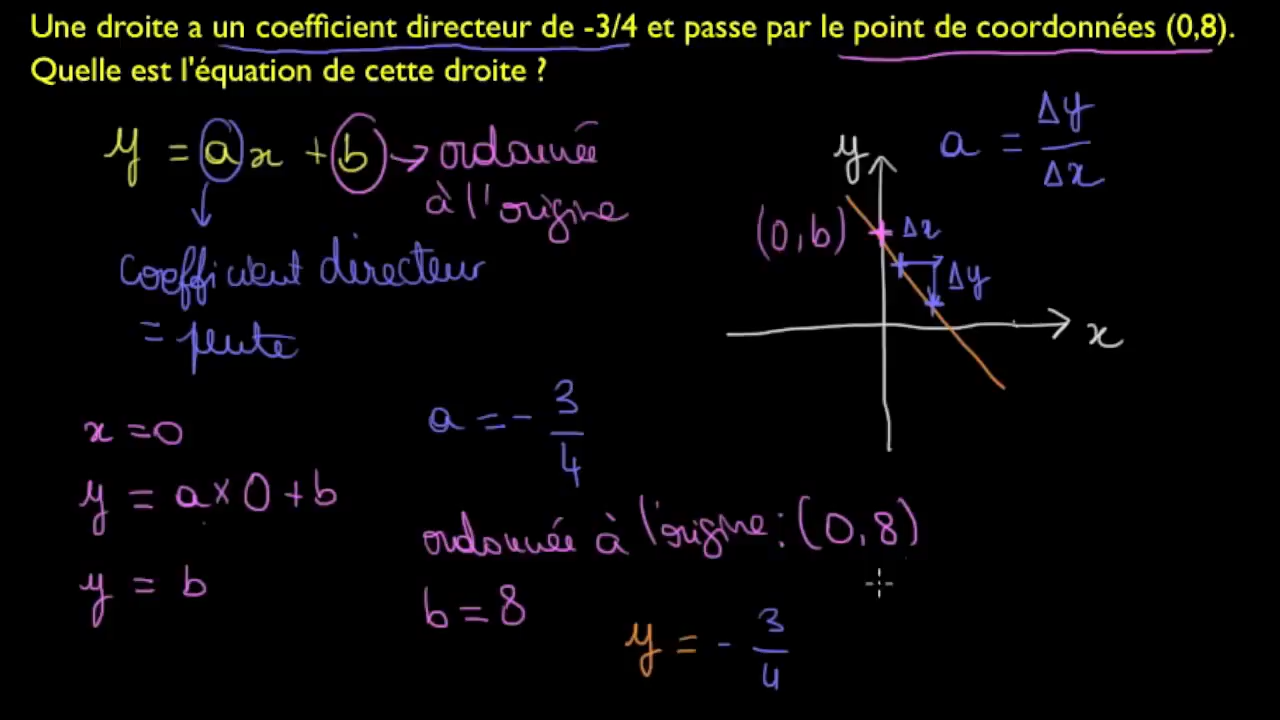 Une droite a un coefficient directeur de -3/4 et passe par le point de coordonnées (0,8).
Quelle est l'équation de cette droite ?
y = ax + b → ordonnée
à l'origine
coefficient directeur
= pente
x = 0
y = a × 0 + b
y = b
a = Δy/Δx
y
(0, b)
Δx
Δy
x
a = - 3/4
ordonnée à l'origine : (0, 8)
b = 8
y = - 3/4